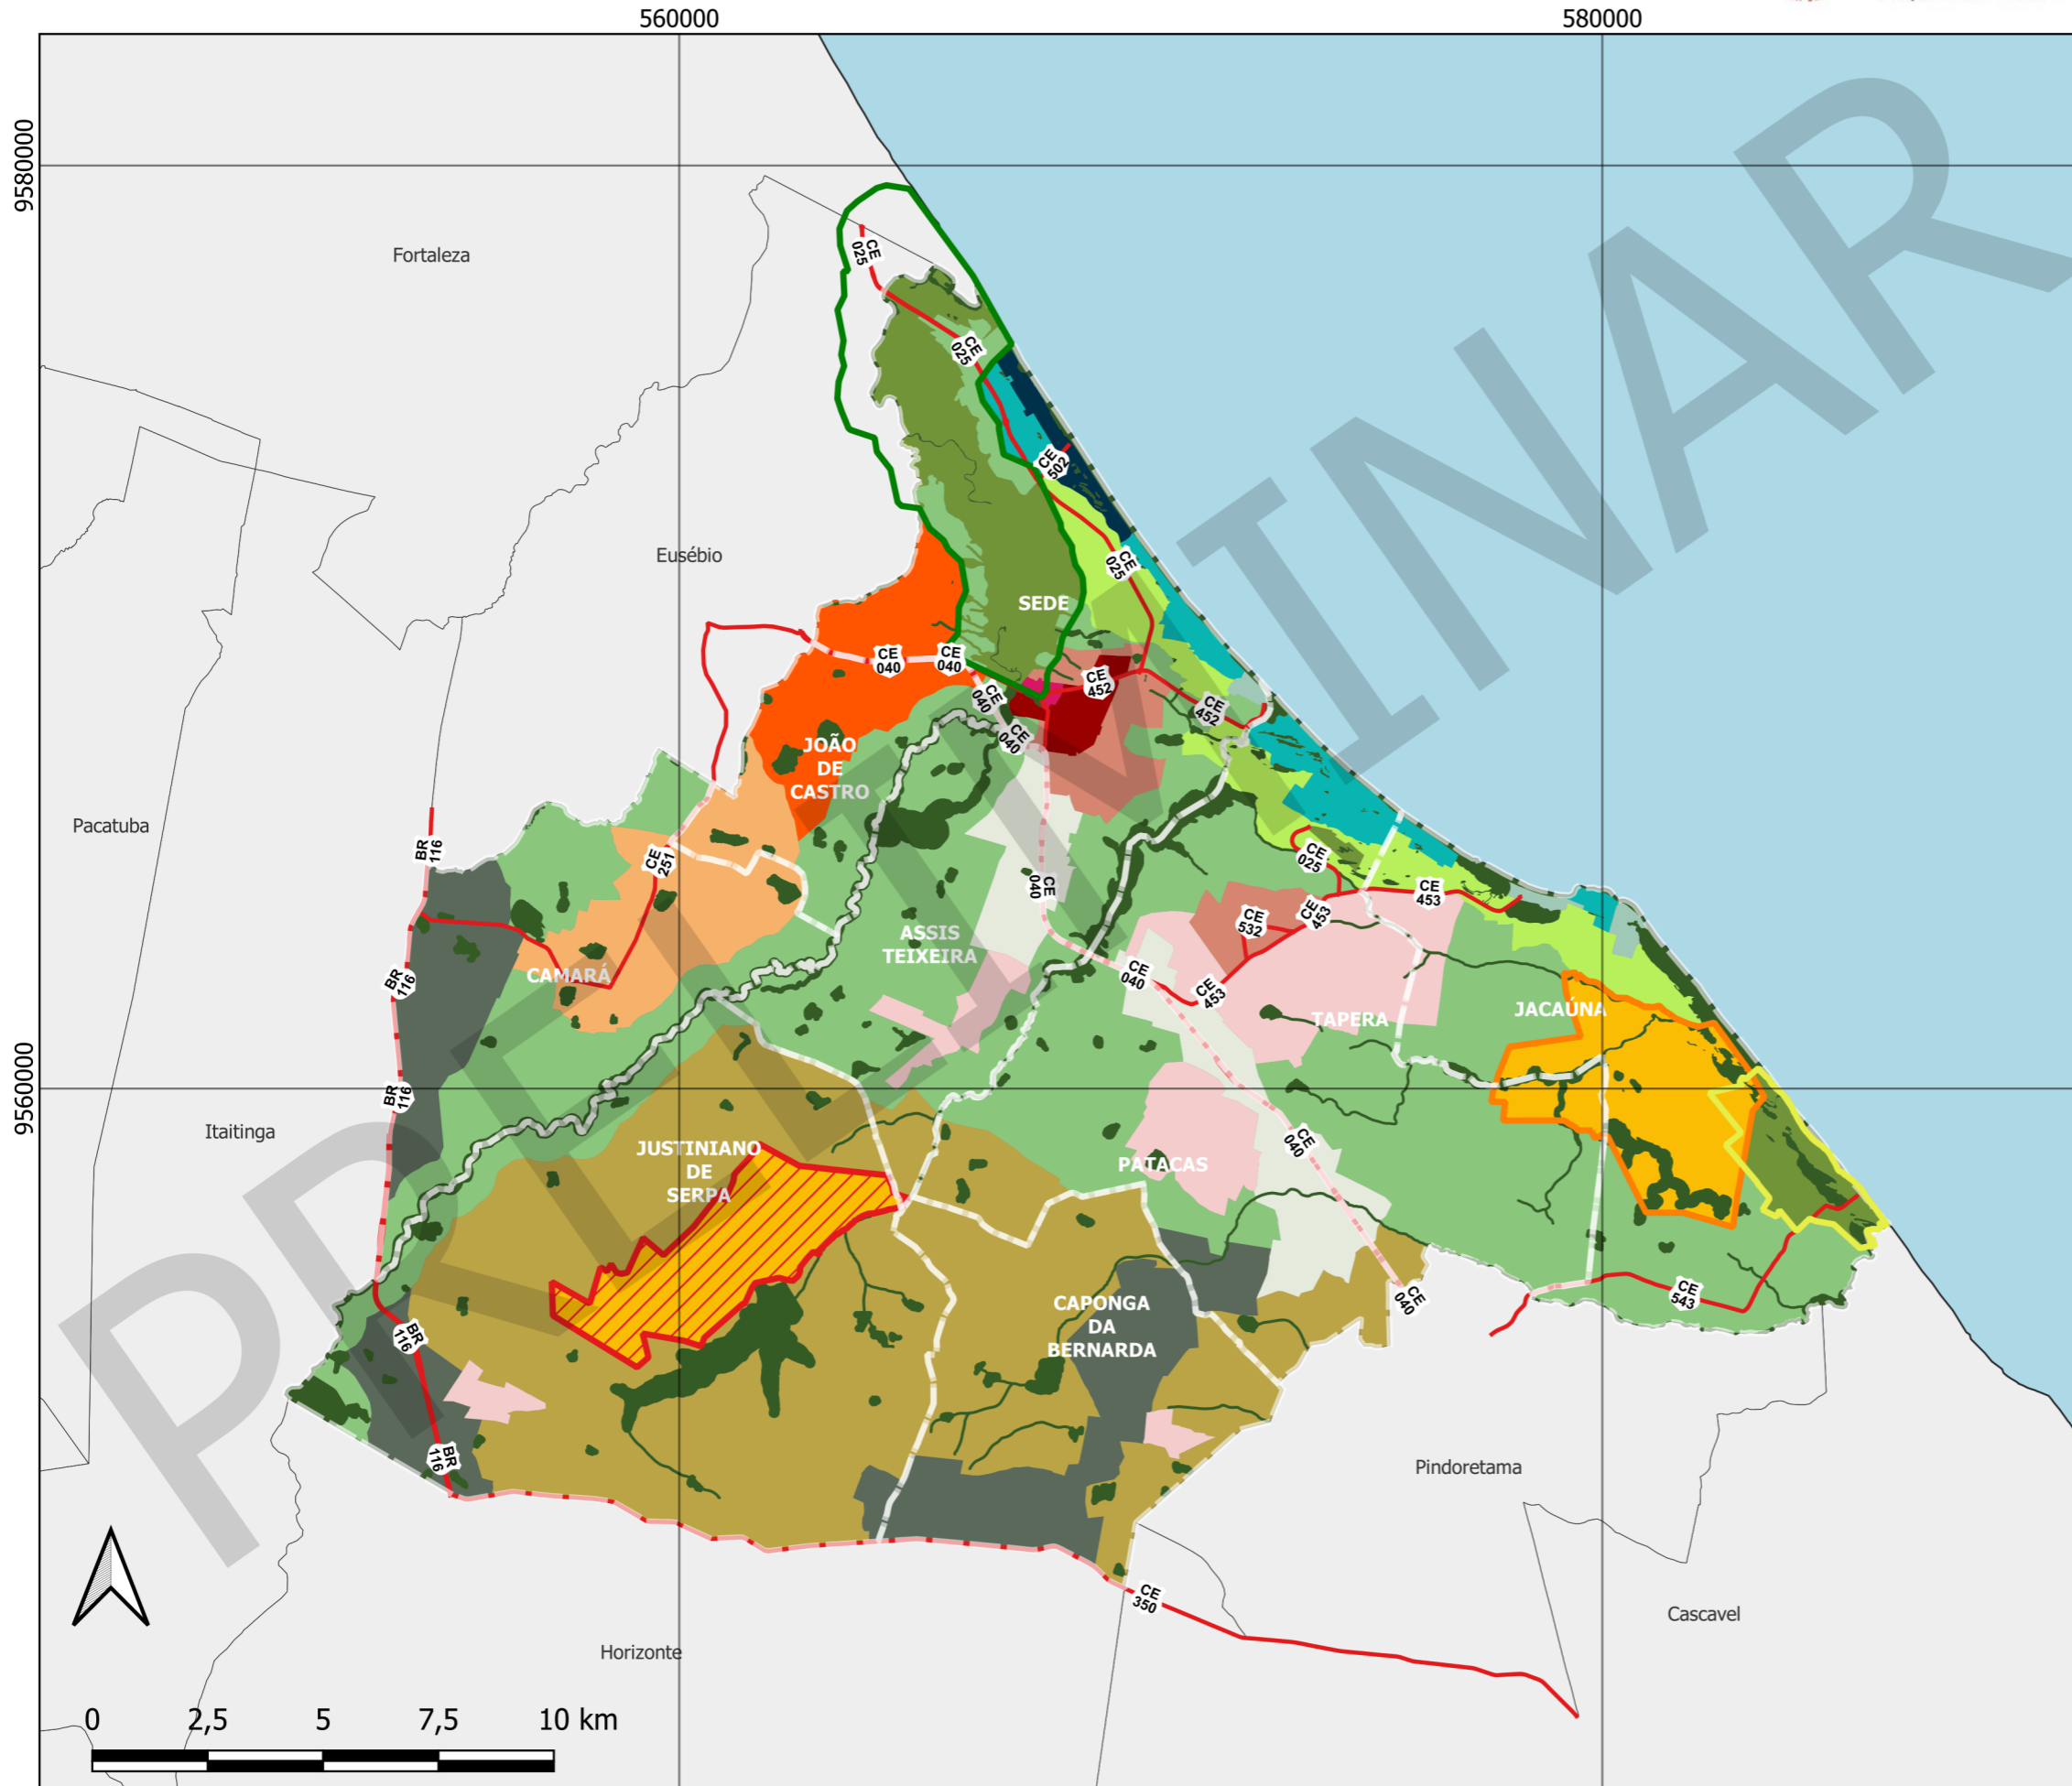 560000
580000
9580000
Fortaleza
CE
025
CE
025
CE
502
Eusébio
CE
025
SEDE
CE
040
CE
040
CE
040
CE
452
CE
452
CE
040
JOÃO
DE
CASTRO
Pacatuba
BR
116
CE
251
CE
025
CE
040
CE
453
CE
453
CE
532
ASSIS
TEIXEIRA
CAMARÁ
BR
116
CE
040
CE
453
TAPERA
JACAÚNA
9560000
BR
116
Itaitinga
CE
040
JUSTINIANO
DE
SERPA
PATACAS
CAPONGA
DA
BERNARDA
CE
040
CE
543
BR
116
BR
116
Pindoretama
CE
350
Cascavel
Horizonte
0 2,5 5 7,5 10 km
PRELIMINAR